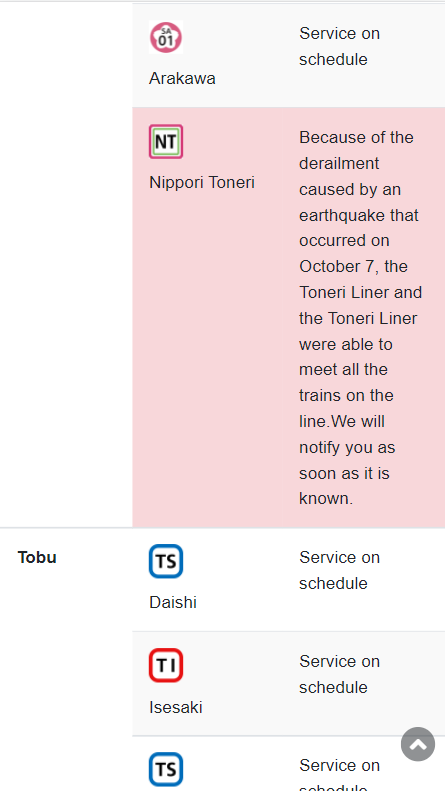 SA
01
Arakawa
Service on
schedule
NT
Nippori Toneri
Because of the
derailment
caused by an
earthquake that
occurred on
October 7, the
Toneri Liner and
the Toneri Liner
were able to
meet all the
trains on the
line.We will
notify you as
soon as it is
known.
Tobu
TS
Daishi
Service on
schedule
TI
Isesaki
Service on
schedule
TS
Service on
schedule